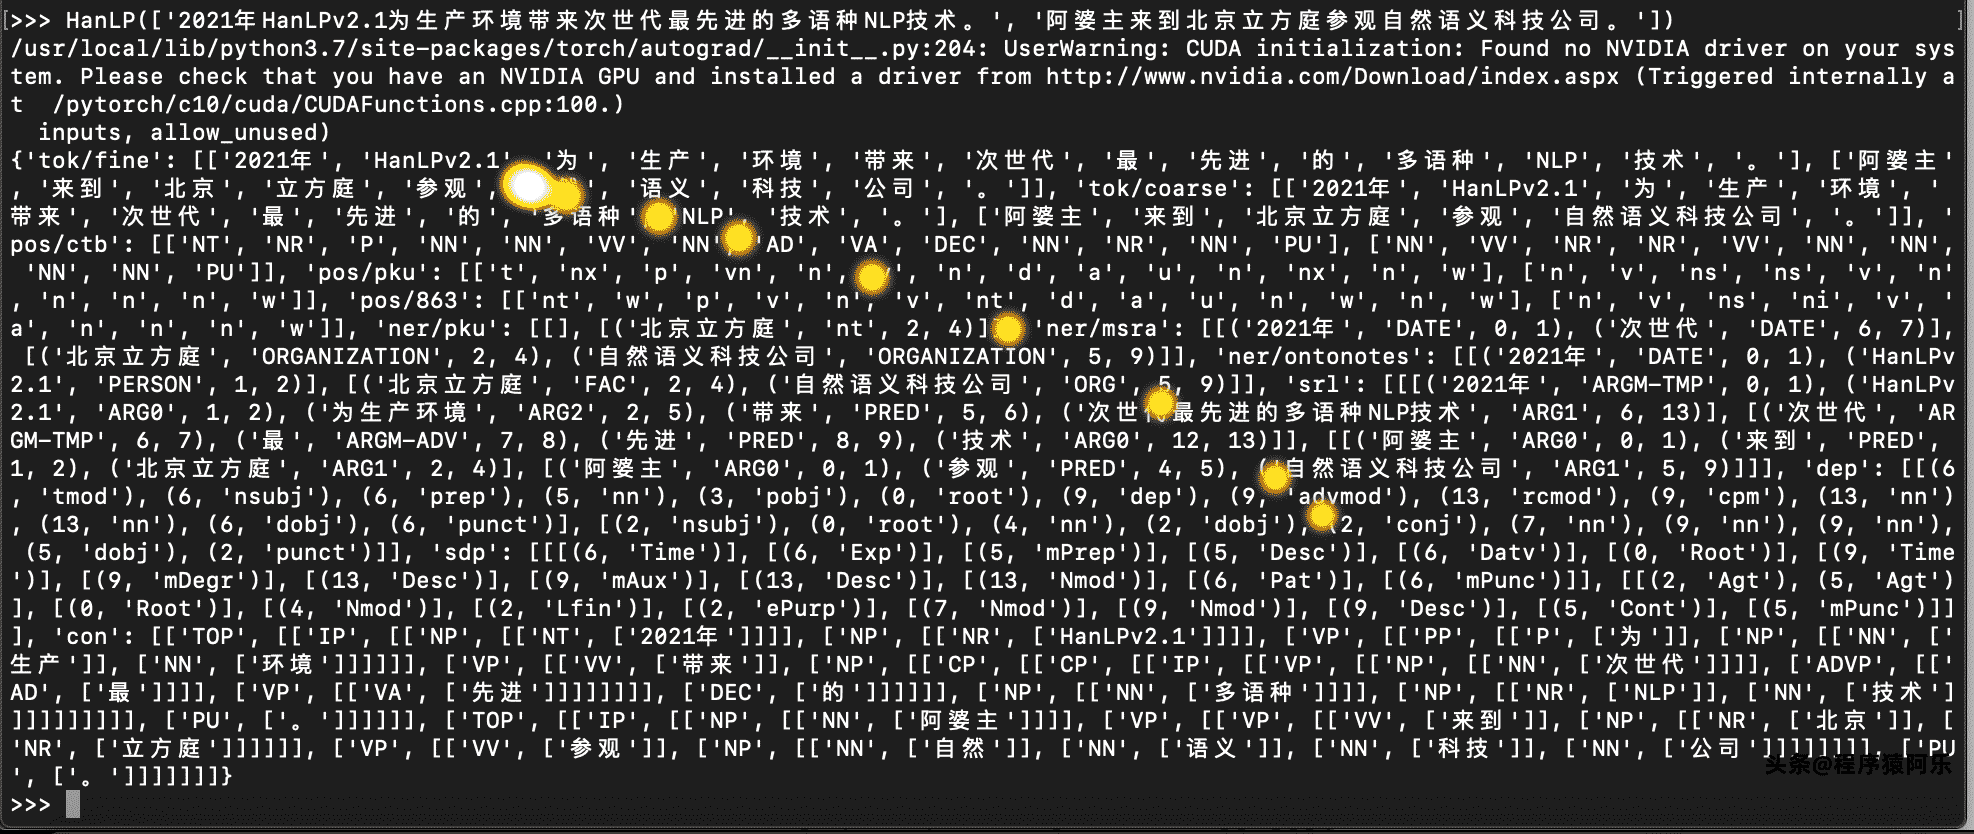 >>> HanLP(['2021年HanLPv2.1为生产环境带来次世代最先进的多语种NLP技术。', '阿婆主来到北京立方庭参观自然语义科技公司。'])
/usr/local/lib/python3.7/site-packages/torch/autograd/__init__.py:204: UserWarning: CUDA initialization: Found no NVIDIA driver on your sys
tem. Please check that you have an NVIDIA GPU and installed a driver from http://www.nvidia.com/Download/index.aspx (Triggered internally a
t  /pytorch/c10/cuda/CUDAFunctions.cpp:100.)
  inputs, allow_unused)
{'tok/fine': [['2021年', 'HanLPv2.1', '为', '生产', '环境', '带来', '次世代', '最', '先进', '的', '多语种', 'NLP', '技术', '。'], ['阿婆主'
, '来到', '北京', '立方庭', '参观', '语义', '科技', '公司', '。']], 'tok/coarse': [['2021年', 'HanLPv2.1', '为', '生产', '环境', '
带来', '次世代', '最', '先进', '的', '多语种', 'NLP', '技术', '。'], ['阿婆主', '来到', '北京立方庭', '参观', '自然语义科技公司', '。']], '
pos/ctb': [['NT', 'NR', 'P', 'NN', 'NN', 'VV', 'NN', 'AD', 'VA', 'DEC', 'NN', 'NR', 'NN', 'PU'], ['NN', 'VV', 'NR', 'NR', 'VV', 'NN', 'NN',
 'NN', 'NN', 'PU']], 'pos/pku': [['t', 'nx', 'p', 'vn', 'n', 'n', 'd', 'a', 'u', 'n', 'nx', 'n', 'w'], ['n', 'v', 'ns', 'ns', 'v', 'n'
, 'n', 'n', 'n', 'w']], 'pos/863': [['nt', 'w', 'p', 'v', 'n', 'v', 'nt', 'd', 'a', 'u', 'n', 'w', 'n', 'w'], ['n', 'v', 'ns', 'ni', 'v', '
a', 'n', 'n', 'n', 'w']], 'ner/pku': [[], [('北京立方庭', 'nt', 2, 4)] 'ner/msra': [[('2021年', 'DATE', 0, 1), ('次世代', 'DATE', 6, 7)],
 [('北京立方庭', 'ORGANIZATION', 2, 4), ('自然语义科技公司', 'ORGANIZATION', 5, 9)]], 'ner/ontonotes': [[('2021年', 'DATE', 0, 1), ('HanLPv
2.1', 'PERSON', 1, 2)], [('北京立方庭', 'FAC', 2, 4), ('自然语义科技公司', 'ORG', 5, 9)]], 'srl': [[[('2021年', 'ARGM-TMP', 0, 1), ('HanLPv
2.1', 'ARG0', 1, 2), ('为生产环境', 'ARG2', 2, 5), ('带来', 'PRED', 5, 6), ('次世代最先进的多语种NLP技术', 'ARG1', 6, 13)], [('次世代', 'AR
GM-TMP', 6, 7), ('最', 'ARGM-ADV', 7, 8), ('先进', 'PRED', 8, 9), ('技术', 'ARG0', 12, 13)]], [[('阿婆主', 'ARG0', 0, 1), ('来到', 'PRED',
1, 2), ('北京立方庭', 'ARG1', 2, 4)], [('阿婆主', 'ARG0', 0, 1), ('参观', 'PRED', 4, 5), ('自然语义科技公司', 'ARG1', 5, 9)]]], 'dep': [[(6
, 'tmod'), (6, 'nsubj'), (6, 'prep'), (5, 'nn'), (3, 'pobj'), (0, 'root'), (9, 'dep'), (9, 'advmod'), (13, 'rcmod'), (9, 'cpm'), (13, 'nn')
, (13, 'nn'), (6, 'dobj'), (6, 'punct')], [(2, 'nsubj'), (0, 'root'), (4, 'nn'), (2, 'dobj'), (2, 'conj'), (7, 'nn'), (9, 'nn'), (9, 'nn'),
 (5, 'dobj'), (2, 'punct')]], 'sdp': [[[(6, 'Time')], [(6, 'Exp')], [(5, 'mPrep')], [(5, 'Desc')], [(6, 'Datv')], [(0, 'Root')], [(9, 'Time
')], [(9, 'mDegr')], [(13, 'Desc')], [(9, 'mAux')], [(13, 'Desc')], [(13, 'Nmod')], [(6, 'Pat')], [(6, 'mPunc')]], [[(2, 'Agt'), (5, 'Agt')
], [(0, 'Root')], [(4, 'Nmod')], [(2, 'Lfin')], [(2, 'ePurp')], [(7, 'Nmod')], [(9, 'Nmod')], [(9, 'Desc')], [(5, 'Cont')], [(5, 'mPunc')]]
], 'con': [['TOP', [['IP', [['NP', [['NT', ['2021年']]]], ['NP', [['NR', ['HanLPv2.1']]]], ['VP', [['PP', [['P', ['为']], ['NP', [['NN', ['
生产']], ['NN', ['环境']]]]]], ['VP', [['VV', ['带来']], ['NP', [['CP', [['CP', [['IP', [['VP', [['NP', [['NN', ['次世代']]]], ['ADVP', [['
AD', ['最']]]], ['VP', [['VA', ['先进']]]]]]]], ['DEC', ['的']]]]]], ['NP', [['NN', ['多语种']]]], ['NP', [['NR', ['NLP']], ['NN', ['技术']
]]]]]]]]], ['PU', ['。']]]]]], ['TOP', [['IP', [['NP', [['NN', ['阿婆主']]]], ['VP', [['VP', [['VV', ['来到']], ['NP', [['NR', ['北京']], [
'NR', ['立方庭']]]]]], ['VP', [['VV', ['参观']], ['NP', [['NN', ['自然']], ['NN', ['语义']], ['NN', ['科技']], ['NN', ['公司']]]]]]]], ['PU
', ['。']]]]]]]}
头条@程序猿阿乐
>>>